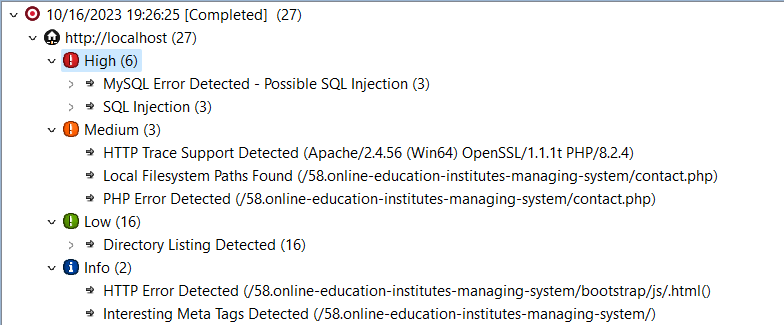 10/16/2023 19:26:25 [Completed] (27)
http://localhost (27)
High (6)
MySQL Error Detected - Possible SQL Injection (3)
SQL Injection (3)
Medium (3)
HTTP Trace Support Detected (Apache/2.4.56 (Win64) OpenSSL/1.1.1t PHP/8.2.4)
Local Filesystem Paths Found (/58.online-education-institutes-managing-system/contact.php)
PHP Error Detected (/58.online-education-institutes-managing-system/contact.php)
Low (16)
Directory Listing Detected (16)
Info (2)
HTTP Error Detected (/58.online-education-institutes-managing-system/bootstrap/js/.html()
Interesting Meta Tags Detected (/58.online-education-institutes-managing-system/)